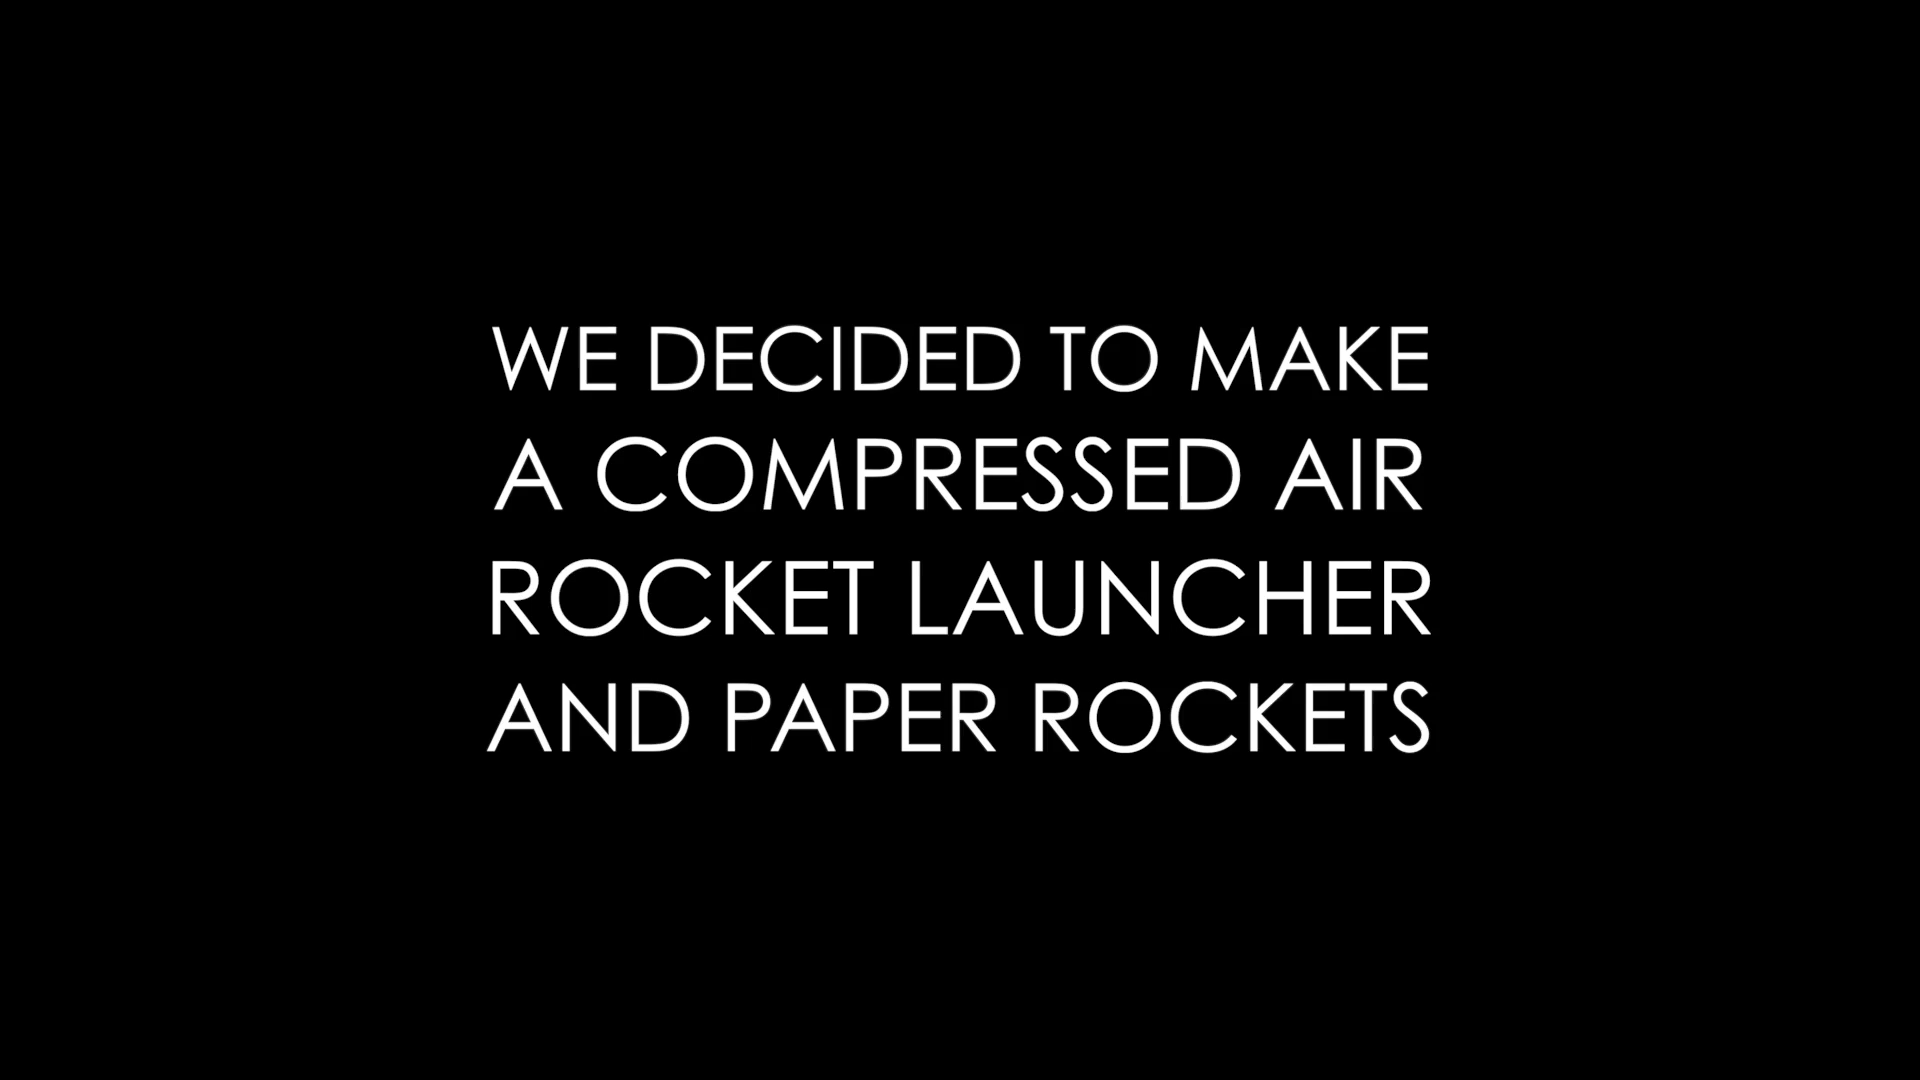 WE DECIDED TO MAKE
A COMPRESSED AIR
ROCKET LAUNCHER
AND PAPER ROCKETS